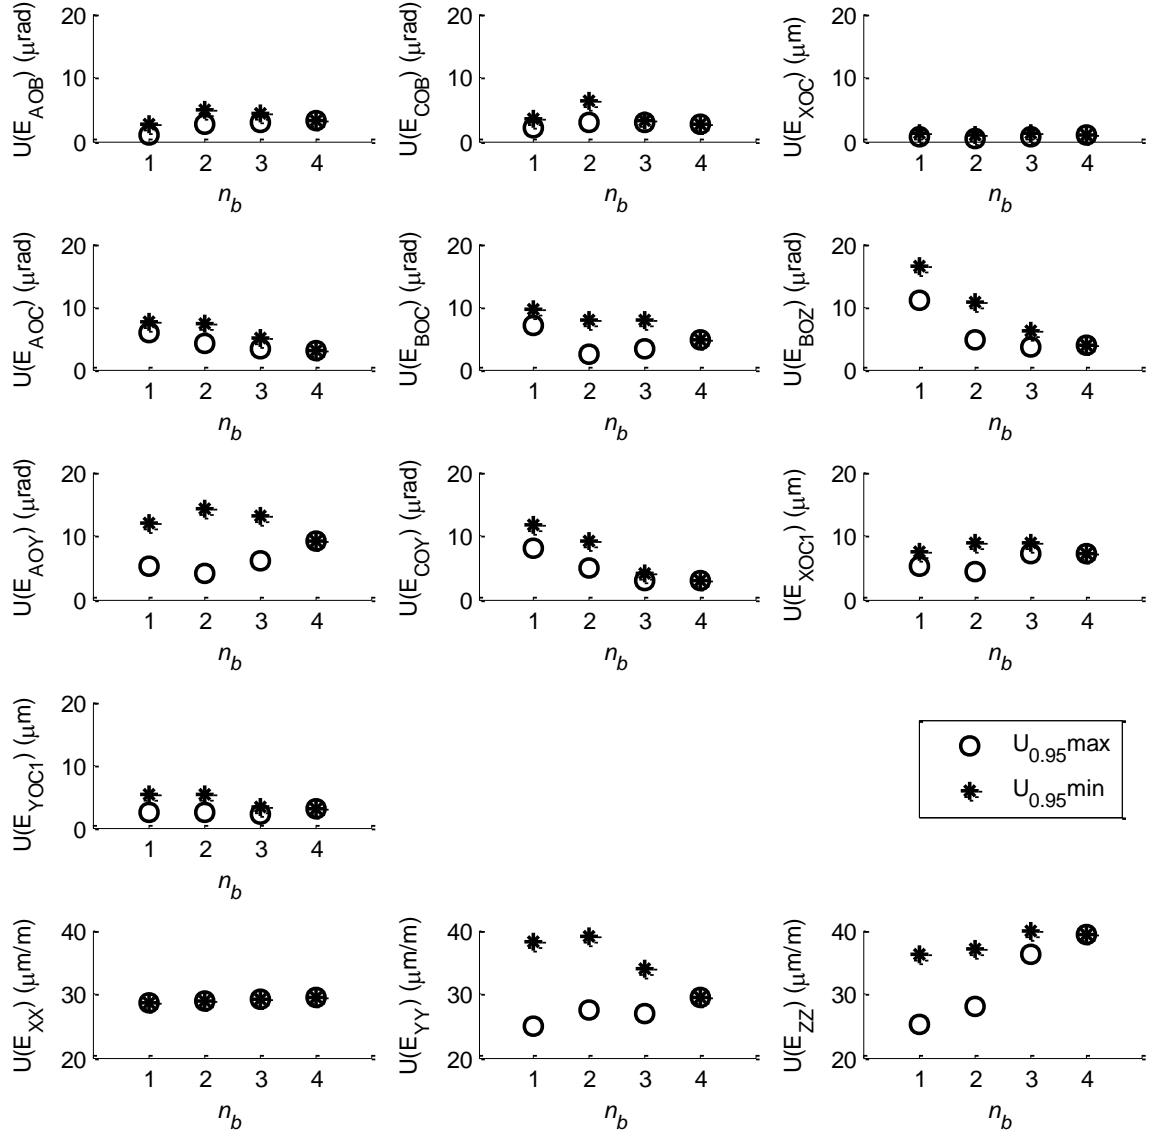 U(E_AOB) (μrad)
20
10
0
1 2 3 4
n_b
U(E_COB) (μrad)
20
10
0
1 2 3 4
n_b
U(E_XOC) (μm)
20
10
0
1 2 3 4
n_b
U(E_AOC) (μrad)
20
10
0
1 2 3 4
n_b
U(E_BOC) (μrad)
20
10
0
1 2 3 4
n_b
U(E_BOZ) (μrad)
20
10
0
1 2 3 4
n_b
U(E_AOY) (μrad)
20
10
0
1 2 3 4
n_b
U(E_COY) (μrad)
20
10
0
1 2 3 4
n_b
U(E_XOC1) (μm)
20
10
0
1 2 3 4
n_b
U(E_YOC1) (μm)
20
10
0
1 2 3 4
n_b
U_0.95max
U_0.95min
U(E_XX) (μm/m)
40
30
20
1 2 3 4
n_b
U(E_YY) (μm/m)
40
30
20
1 2 3 4
n_b
U(E_ZZ) (μm/m)
40
30
20
1 2 3 4
n_b